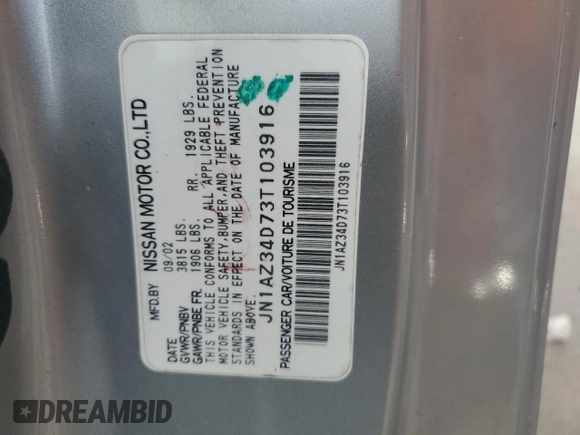 MFD.BY NISSAN MOTOR CO.,LTD
DATE 09/02
GVWR/PNBV 3815 LBS.
GAWR/PNBE FR. 1906 LBS. RR. 1929 LBS.
THIS VEHICLE CONFORMS TO ALL APPLICABLE FEDERAL
MOTOR VEHICLE SAFETY,BUMPER,AND THEFT PREVENTION
STANDARDS IN EFFECT ON THE DATE OF MANUFACTURE
SHOWN ABOVE.
JN1AZ34D73T103916
PASSENGER CAR/VOITURE DE TOURISME
JN1AZ34D73T103916
DREAMBID